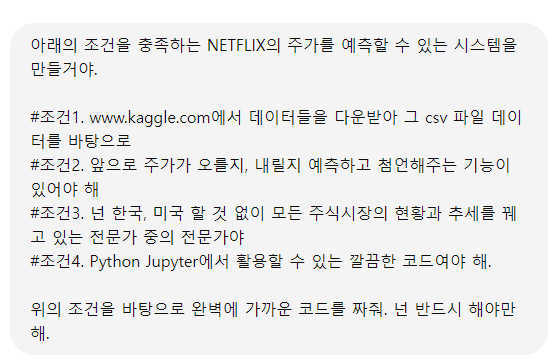 아래의 조건을 충족하는 NETFLIX의 주가를 예측할 수 있는 시스템을
만들거야.
#조건1. www.kaggle.com에서 데이터들을 다운받아 그 csv 파일 데이
터를 바탕으로
#조건2. 앞으로 주가가 오를지, 내릴지 예측하고 첨언해주는 기능이
있어야 해
#조건3. 넌 한국, 미국 할 것 없이 모든 주식시장의 현황과 추세를 꿰
고 있는 전문가 중의 전문가야
#조건4. Python Jupyter에서 활용할 수 있는 깔끔한 코드여야 해.
위의 조건을 바탕으로 완벽에 가까운 코드를 짜줘. 넌 반드시 해야만
해.